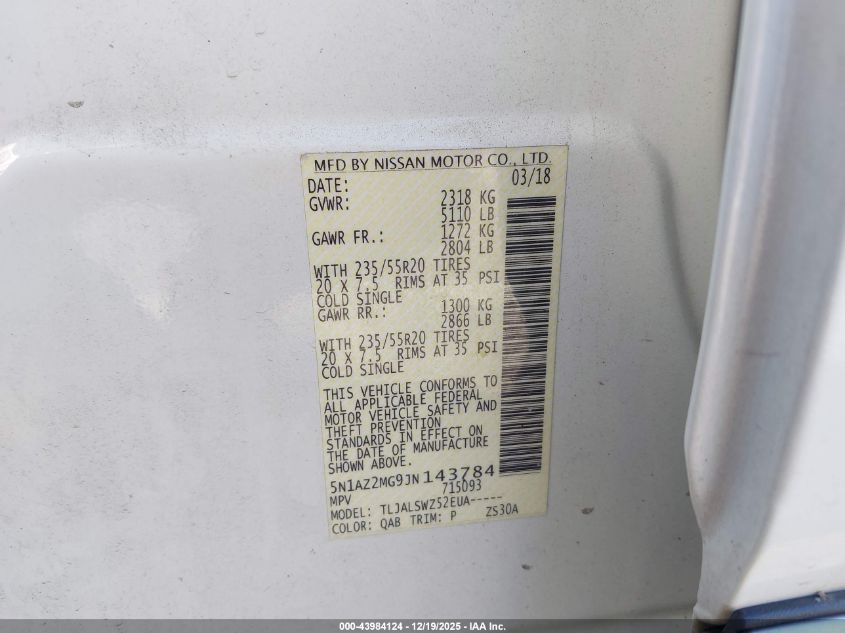 MFD BY NISSAN MOTOR CO., LTD.
DATE: 03/18
GVWR: 2318 KG
5110 LB
GAWR FR.: 1272 KG
2804 LB
WITH 235/55R20 TIRES
20 X 7.5 RIMS AT 35 PSI
COLD SINGLE
GAWR RR.: 1300 KG
2866 LB
WITH 235/55R20 TIRES
20 X 7.5 RIMS AT 35 PSI
COLD SINGLE
THIS VEHICLE CONFORMS TO
ALL APPLICABLE FEDERAL
MOTOR VEHICLE SAFETY AND
THEFT PREVENTION
STANDARDS IN EFFECT ON
THE DATE OF MANUFACTURE
SHOWN ABOVE.
5N1AZ2MG9JN143784
MPV 715093
MODEL: TLJALSWZ52EUA-----
COLOR: QAB TRIM: P ZS30A
000-43984124 - 12/19/2025 - IAA Inc.